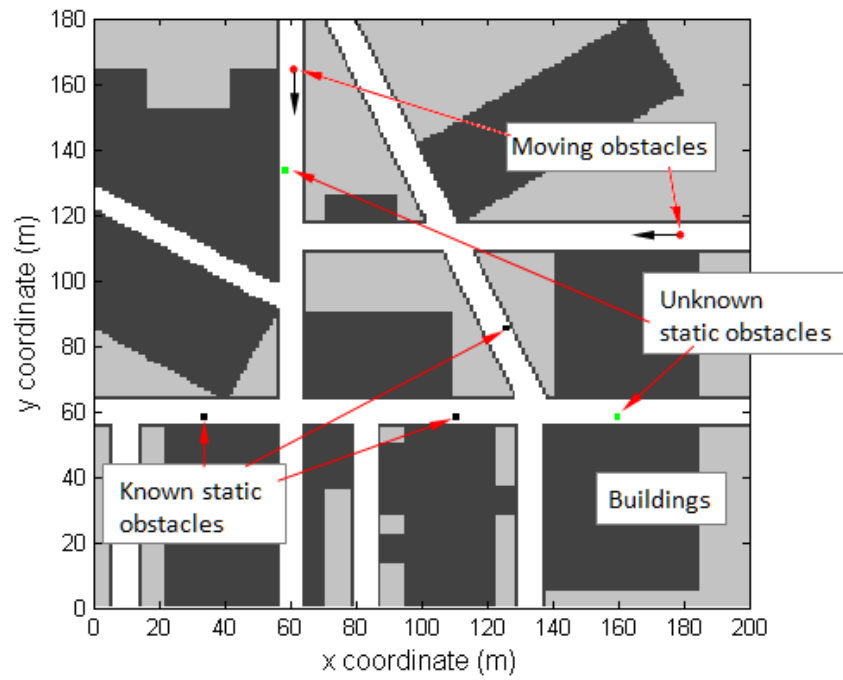 180
160
140
120
100
80
60
40
20
0
y coordinate (m)
Moving obstacles
Unknown
static obstacles
Known static
obstacles
Buildings
0 20 40 60 80 100 120 140 160 180 200
x coordinate (m)